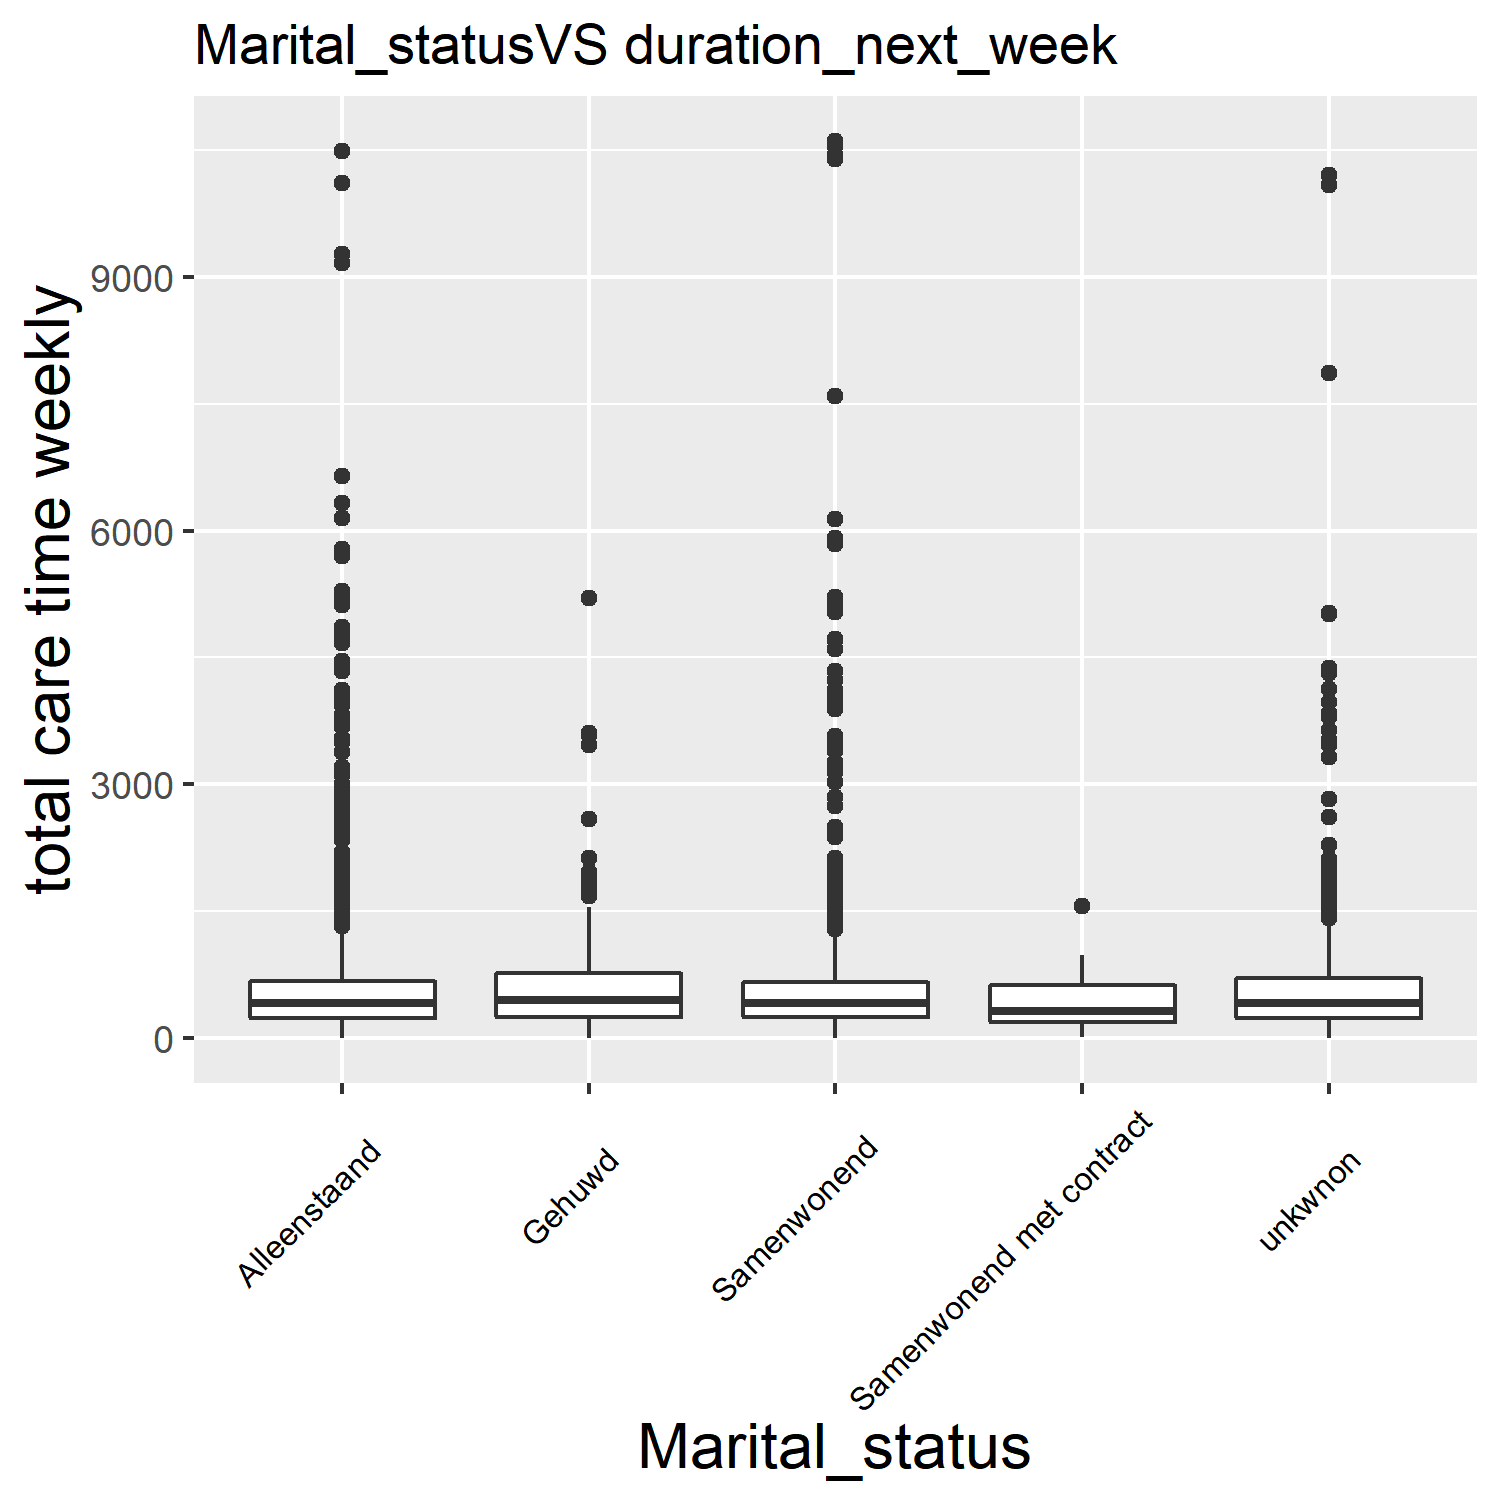 Marital_statusVS duration_next_week
total care time weekly
9000
6000
3000
0
Alleenstaand
Gehuwd
Samenwonend
Samenwonend met contract
unkwnon
Marital_status